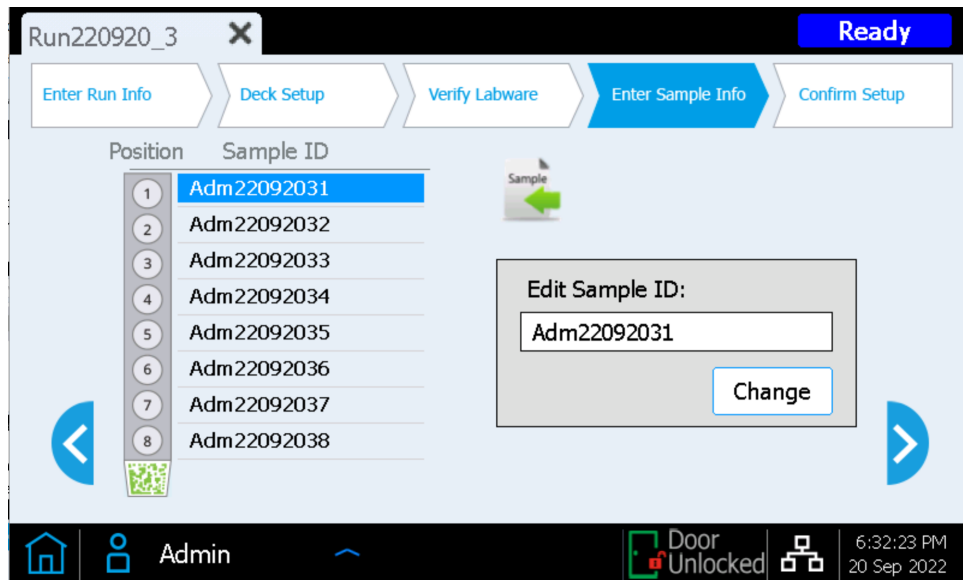 Run220920_3
Ready
Enter Run Info
Deck Setup
Verify Labware
Enter Sample Info
Confirm Setup
Position Sample ID
1 Adm22092031
2 Adm22092032
3 Adm22092033
4 Adm22092034
5 Adm22092035
6 Adm22092036
7 Adm22092037
8 Adm22092038
Sample
Edit Sample ID:
Adm22092031
Change
Admin
Door
Unlocked
6:32:23 PM
20 Sep 2022